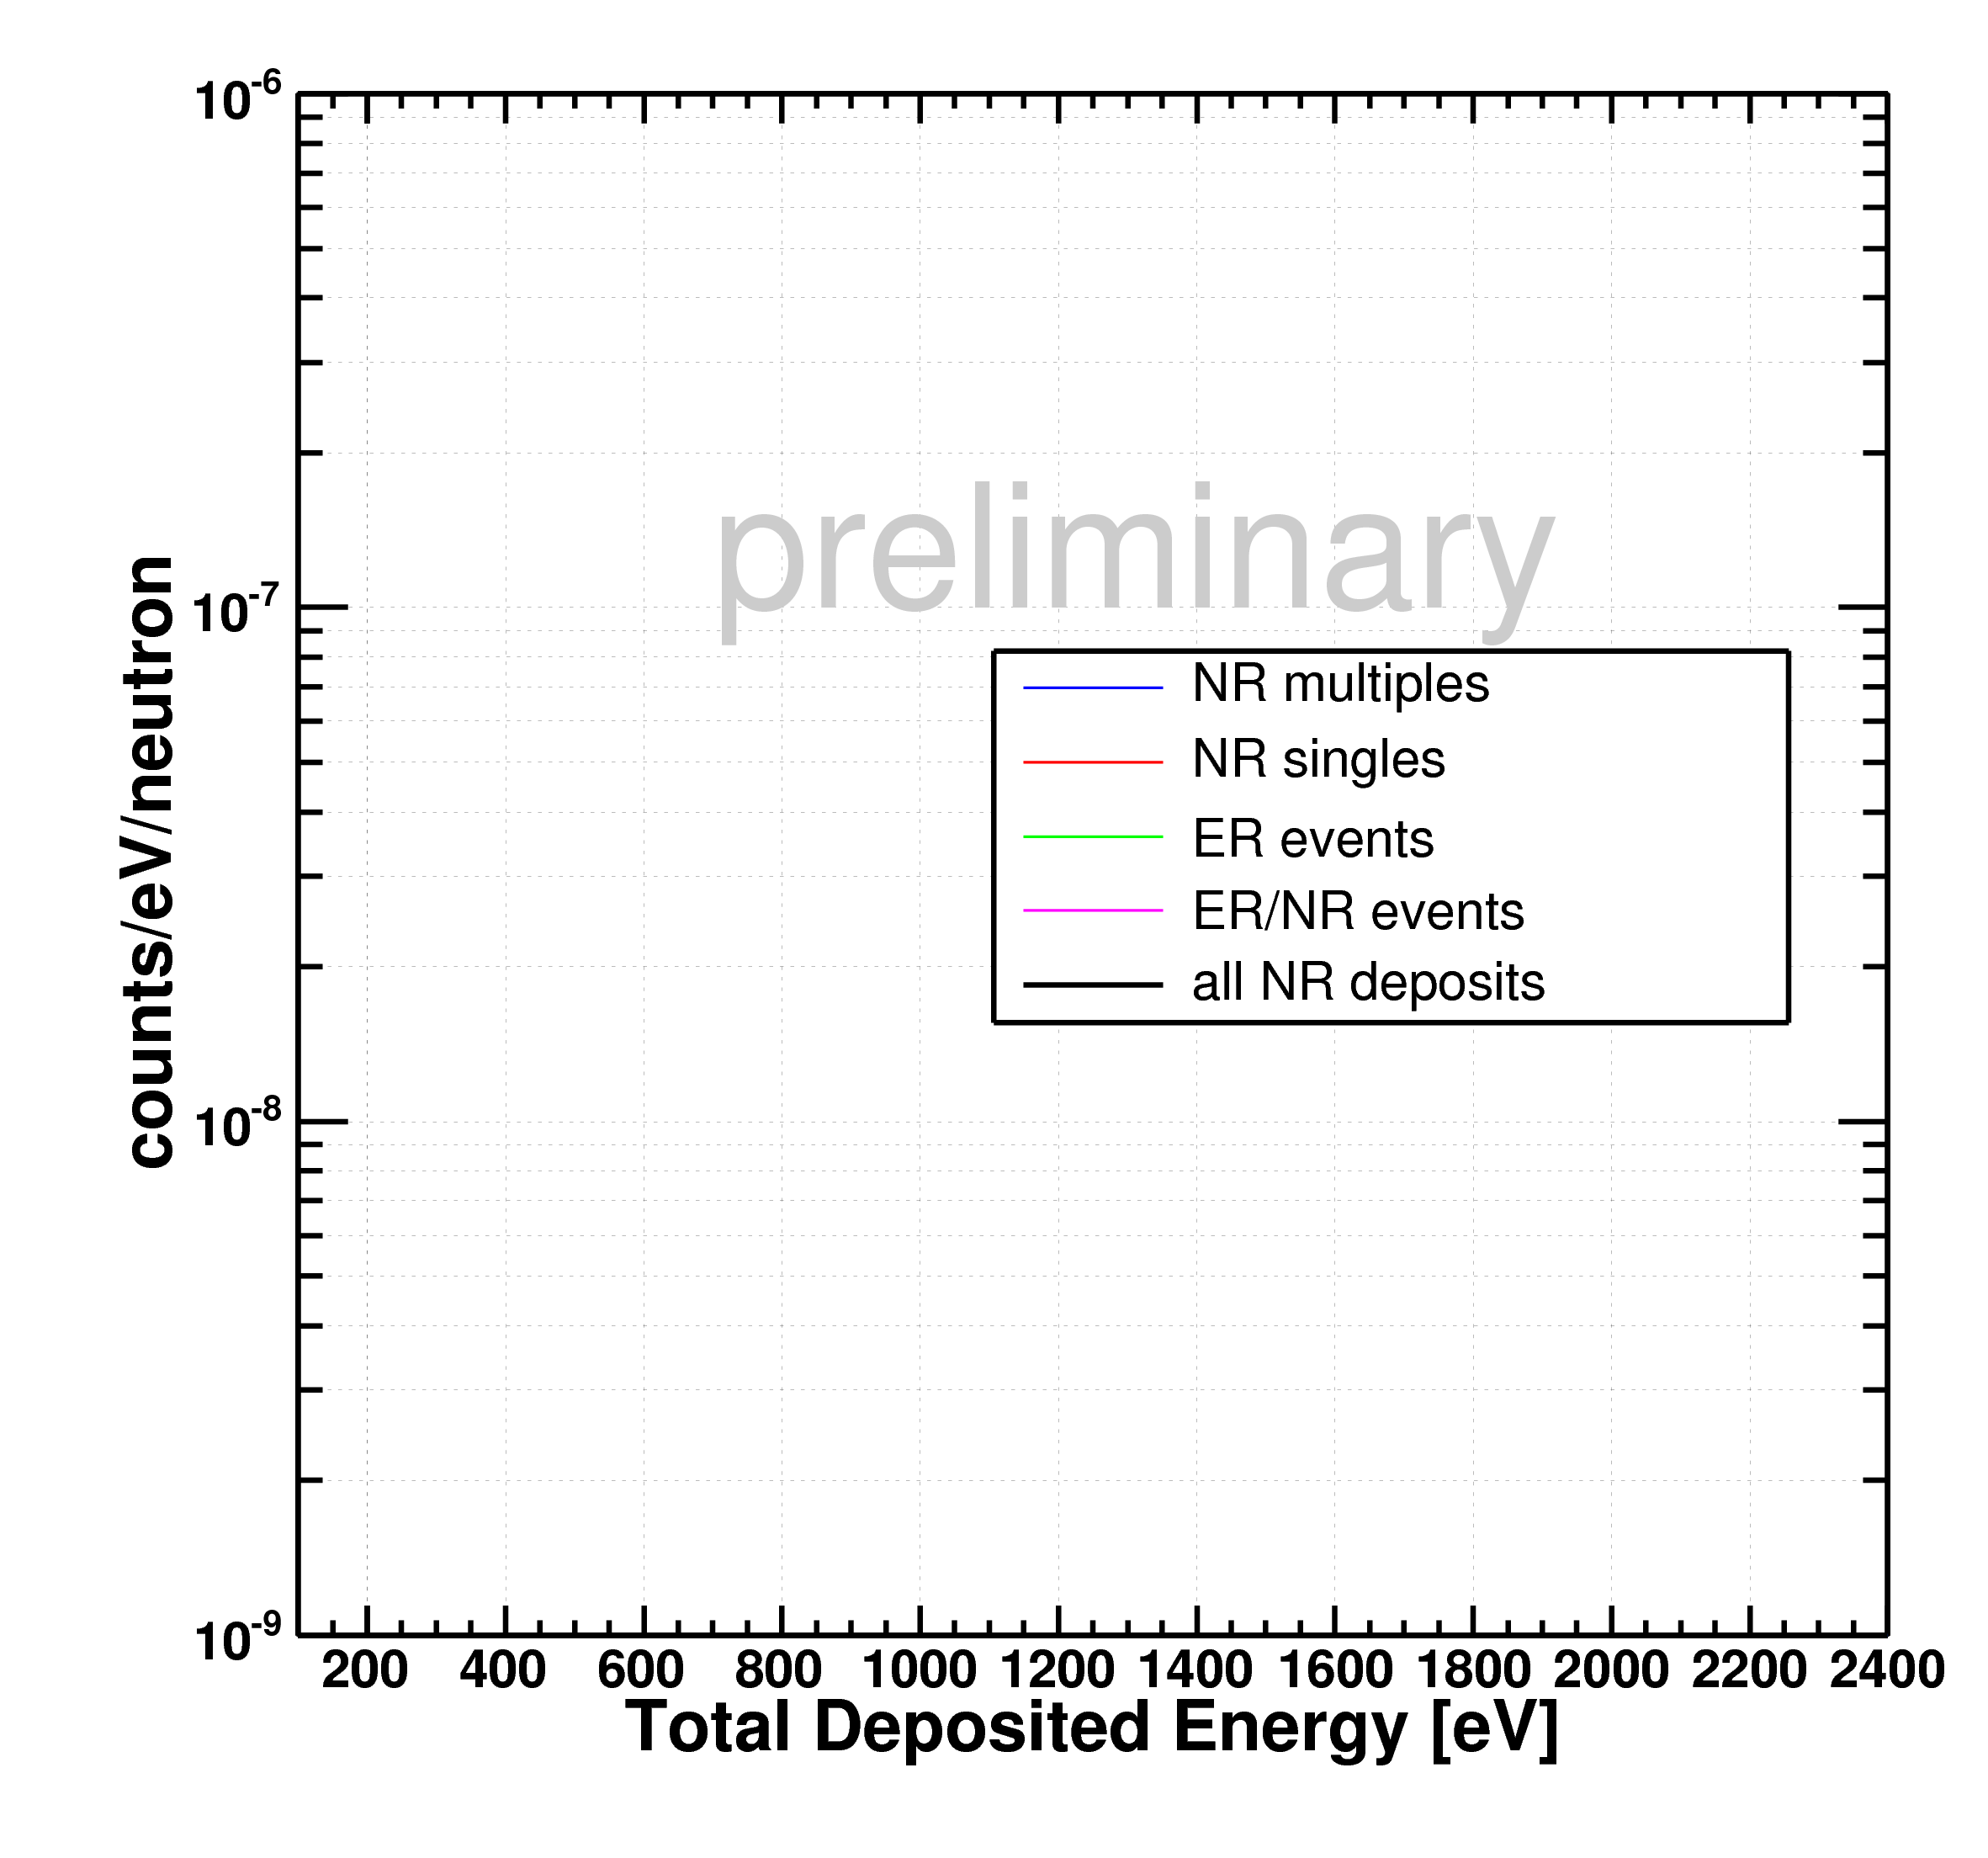 10^-6
preliminary
10^-7
NR multiples
NR singles
ER events
ER/NR events
all NR deposits
counts/eV/neutron
10^-8
10^-9
200 400 600 800 1000 1200 1400 1600 1800 2000 2200 2400
Total Deposited Energy [eV]